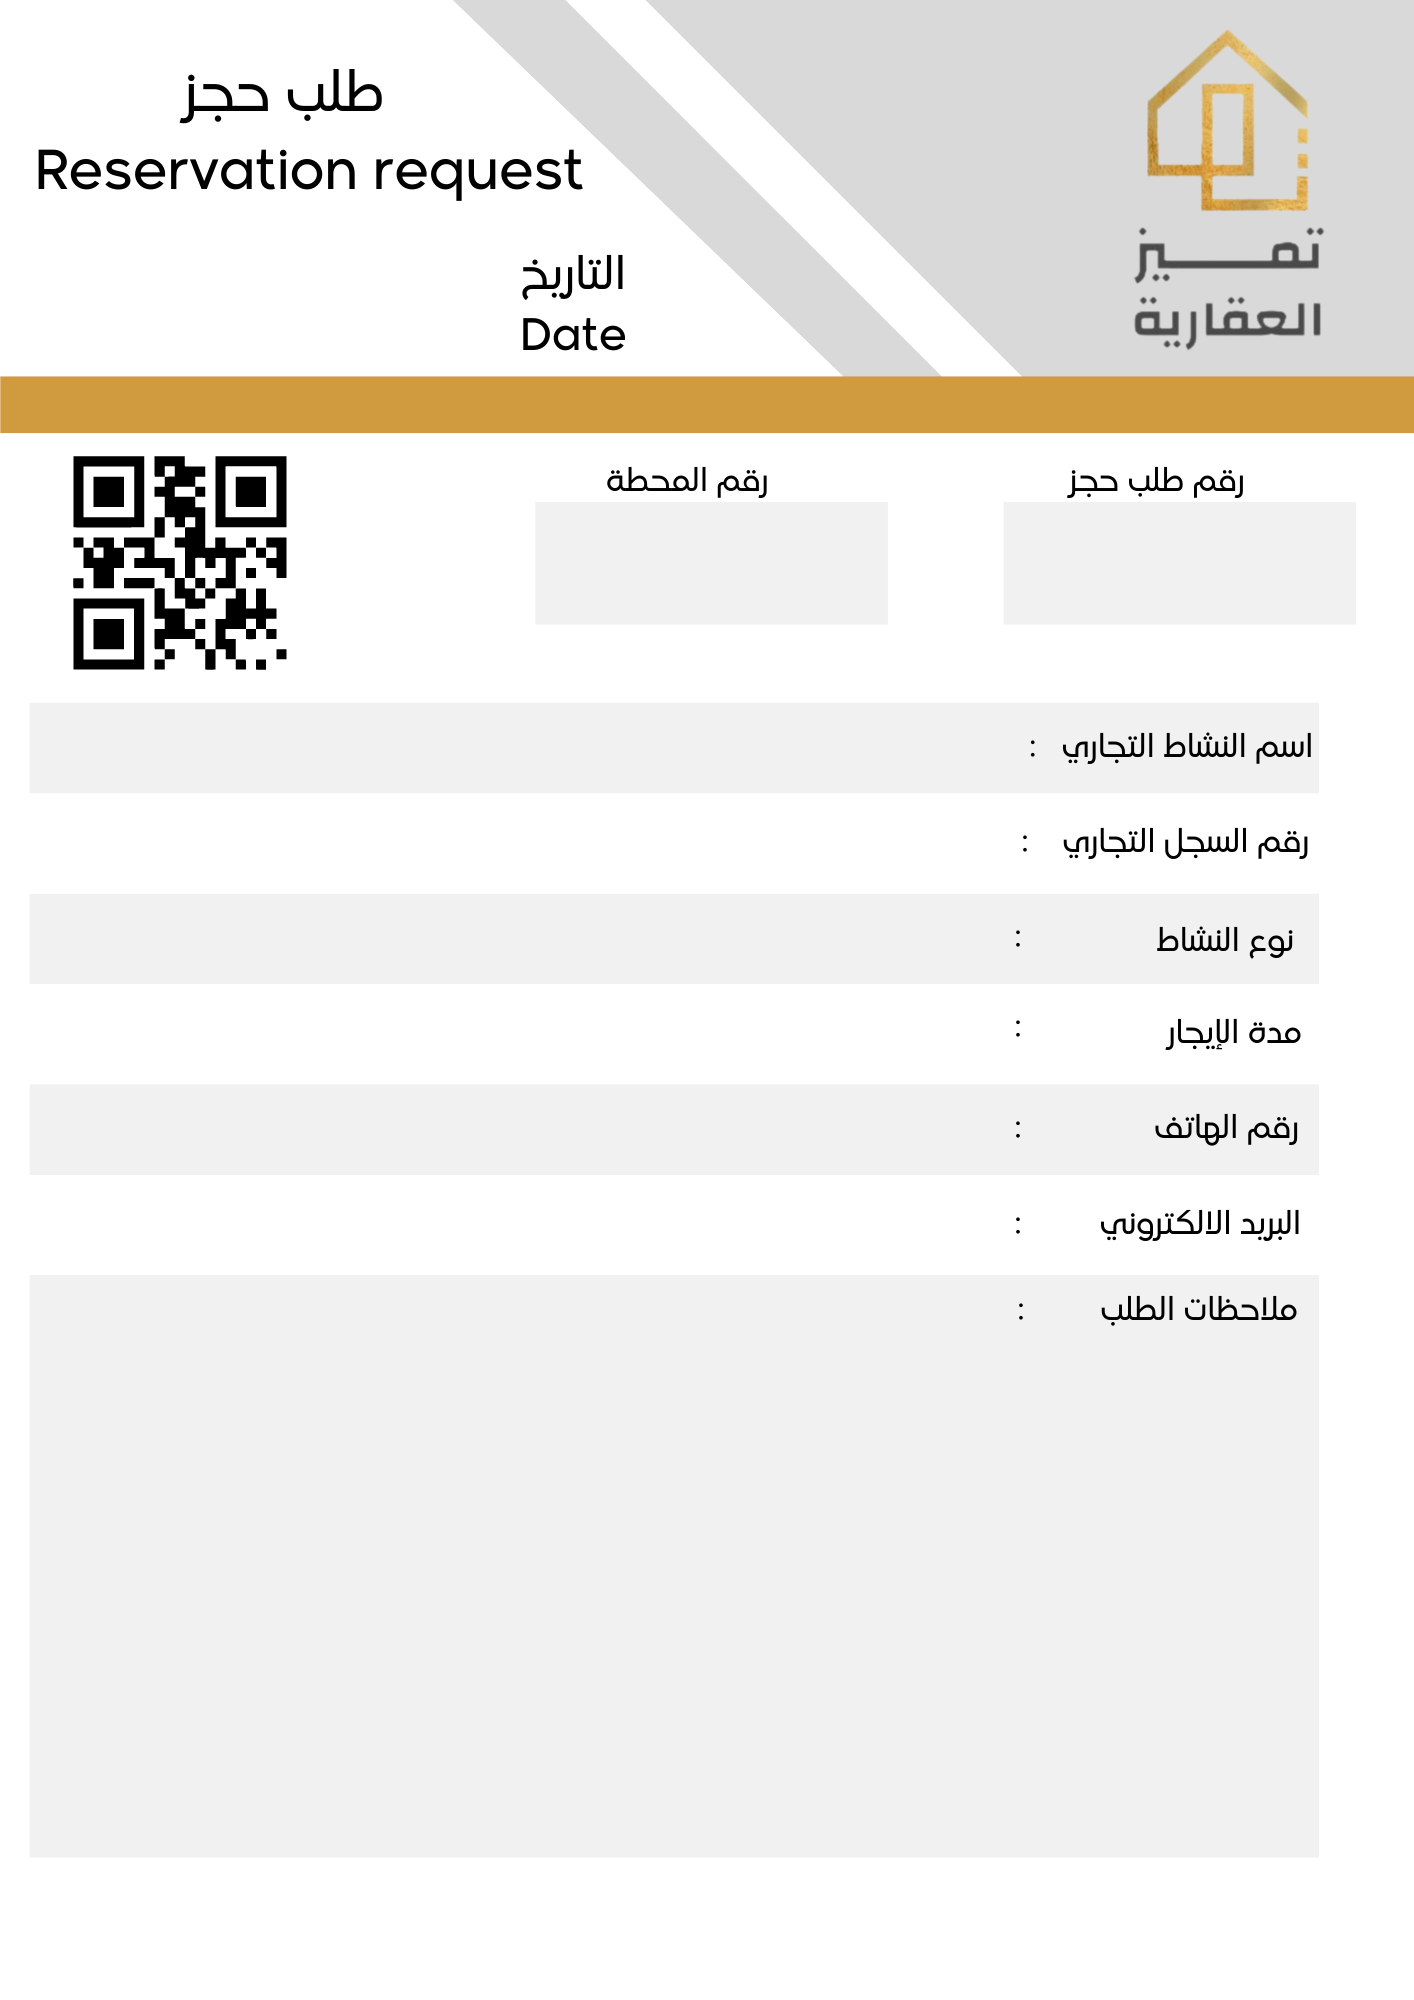 طلب حجز
Reservation request
التاريخ
Date
تميز
العقارية
رقم طلب حجز
رقم المحطة
اسم النشاط التجاري :
رقم السجل التجاري :
نوع النشاط :
مدة الإيجار :
رقم الهاتف :
البريد الالكتروني :
ملاحظات الطلب :